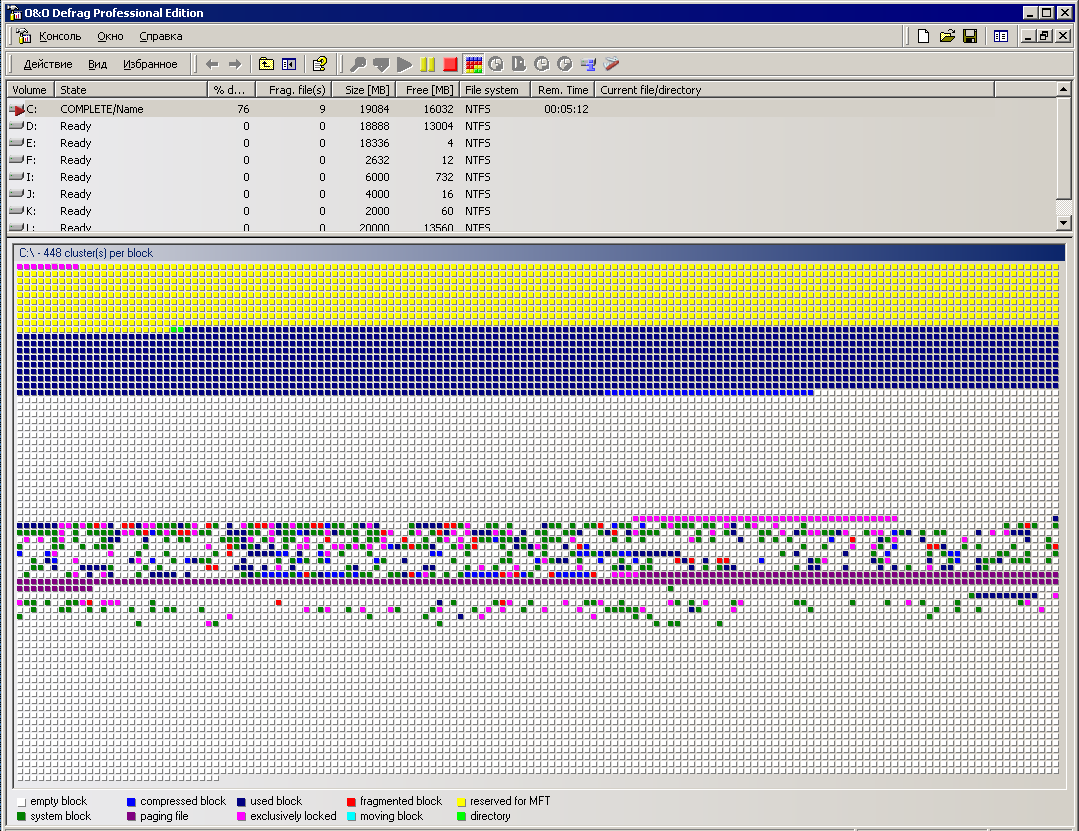 O&O Defrag Professional Edition
Консоль Окно Справка
Действие Вид Избранное
Volume State % d... Frag. file(s) Size [MB] Free [MB] File system Rem. Time Current file/directory
C: COMPLETE/Name 76 9 19084 16032 NTFS 00:05:12
D: Ready 0 0 18888 13004 NTFS
E: Ready 0 0 18336 4 NTFS
F: Ready 0 0 2632 12 NTFS
I: Ready 0 0 6000 732 NTFS
J: Ready 0 0 4000 16 NTFS
K: Ready 0 0 2000 60 NTFS
L: Ready 0 0 20000 13560 NTFS
C:\ - 448 cluster(s) per block
empty block compressed block used block fragmented block reserved for MFT
system block paging file exclusively locked moving block directory